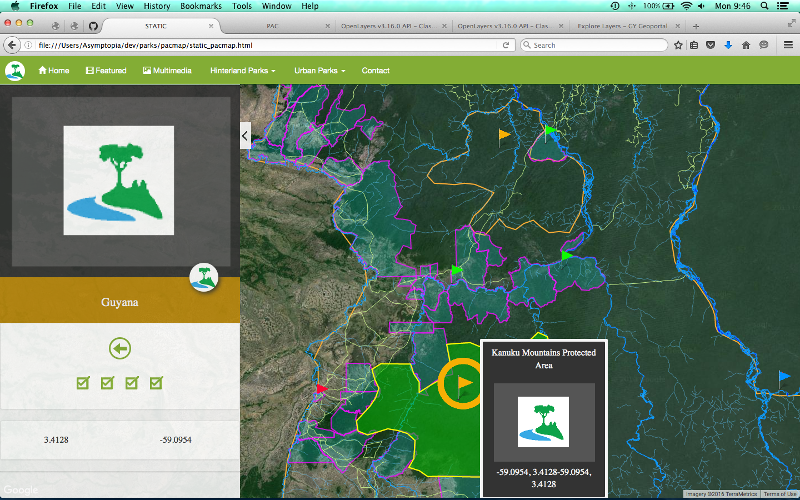 Firefox File Edit View History Bookmarks Tools Window Help 100% Mon 9:46
STATIC PAC OpenLayers v3.16.0 API - Clas… OpenLayers v3.16.0 API - Clas… Explore Layers - GY Geoportal
file:///Users/Asymptopia/dev/parks/pacmap/static_pacmap.html Search
Home Featured Multimedia Hinterland Parks Urban Parks Contact
Guyana
3.4128 -59.0954
Google
Kanuku Mountains Protected
Area
-59.0954, 3.4128-59.0954,
3.4128
Imagery ©2016 TerraMetrics Terms of Use